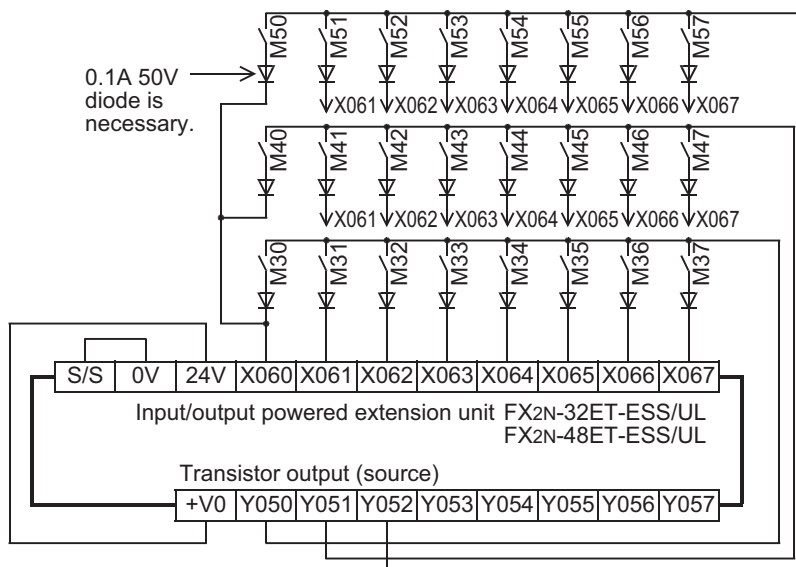 M50 M51 M52 M53 M54 M55 M56 M57
0.1A 50V
diode is
necessary.
X061 X062 X063 X064 X065 X066 X067
M40 M41 M42 M43 M44 M45 M46 M47
X061 X062 X063 X064 X065 X066 X067
M30 M31 M32 M33 M34 M35 M36 M37
S/S 0V 24V X060 X061 X062 X063 X064 X065 X066 X067
Input/output powered extension unit FX2N-32ET-ESS/UL
FX2N-48ET-ESS/UL
Transistor output (source)
+V0 Y050 Y051 Y052 Y053 Y054 Y055 Y056 Y057